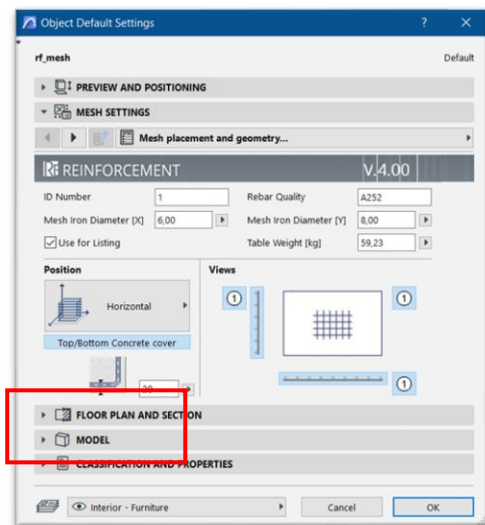 Object Default Settings
rf_mesh Default
PREVIEW AND POSITIONING
MESH SETTINGS
Mesh placement and geometry...
REINFORCEMENT V.4.00
ID Number 1 Rebar Quality A252
Mesh Iron Diameter [X] 6,00 Mesh Iron Diameter [Y] 8,00
Use for Listing Table Weight [kg] 59,23
Position Views
Horizontal
1 1
Top/Bottom Concrete cover
1
FLOOR PLAN AND SECTION
MODEL
CLASSIFICATION AND PROPERTIES
Interior - Furniture Cancel OK